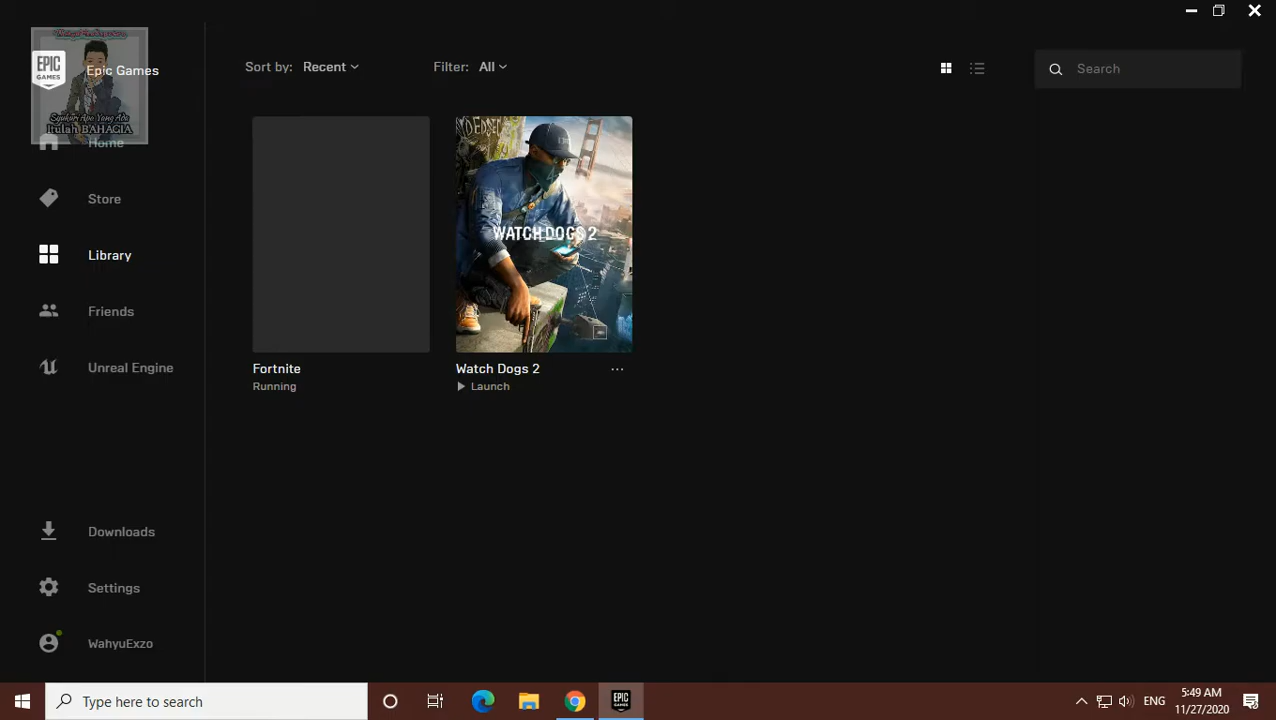 EPIC
GAMES
Epic Games
Syukuri Apa Yang Ada
Itulah BAHAGIA
Home
Store
Library
Friends
Unreal Engine
Downloads
Settings
WahyuExzo
Sort by: Recent
Filter: All
Search
WATCH DOGS 2
Fortnite
Running
Watch Dogs 2
Launch
Type here to search
EPIC
GAMES
ENG
5:49 AM
11/27/2020